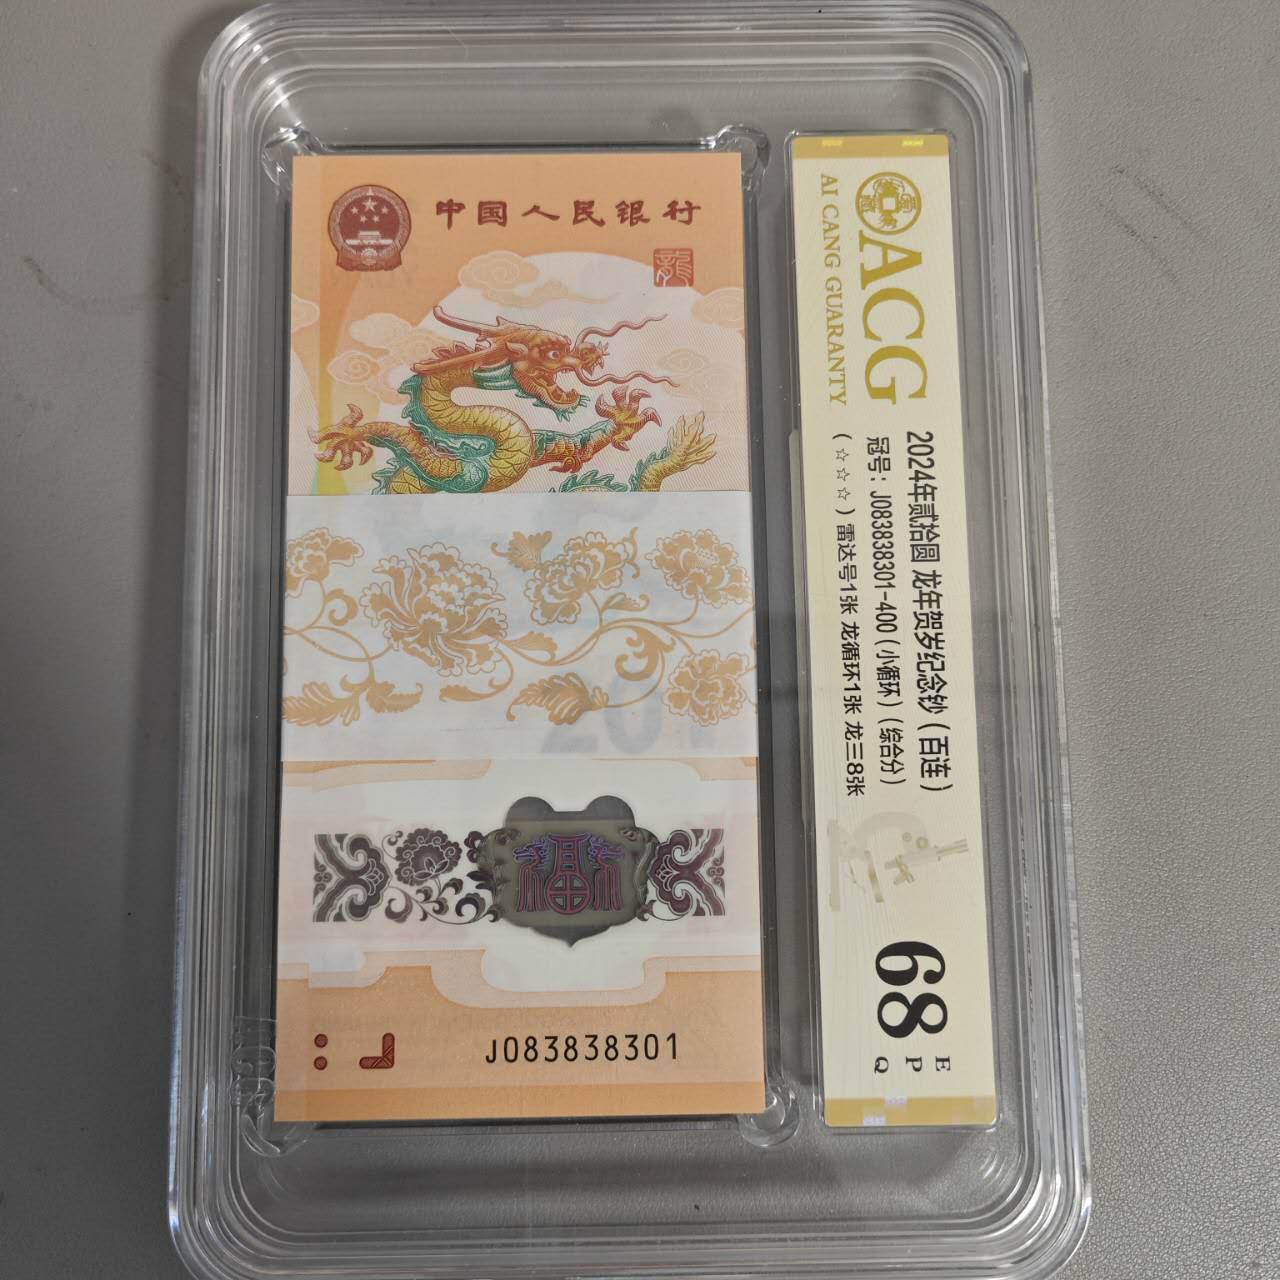 中国人民银行
龍
福
J083838301
ACG
AI CANG GUARANTY
2024年贰拾圆 龙年贺岁纪念钞（百连）
冠号：J083838301-400（小循环）（综合分）
（☆☆☆）雷达号1张 龙循环1张 龙三8张
68
E
P
Q